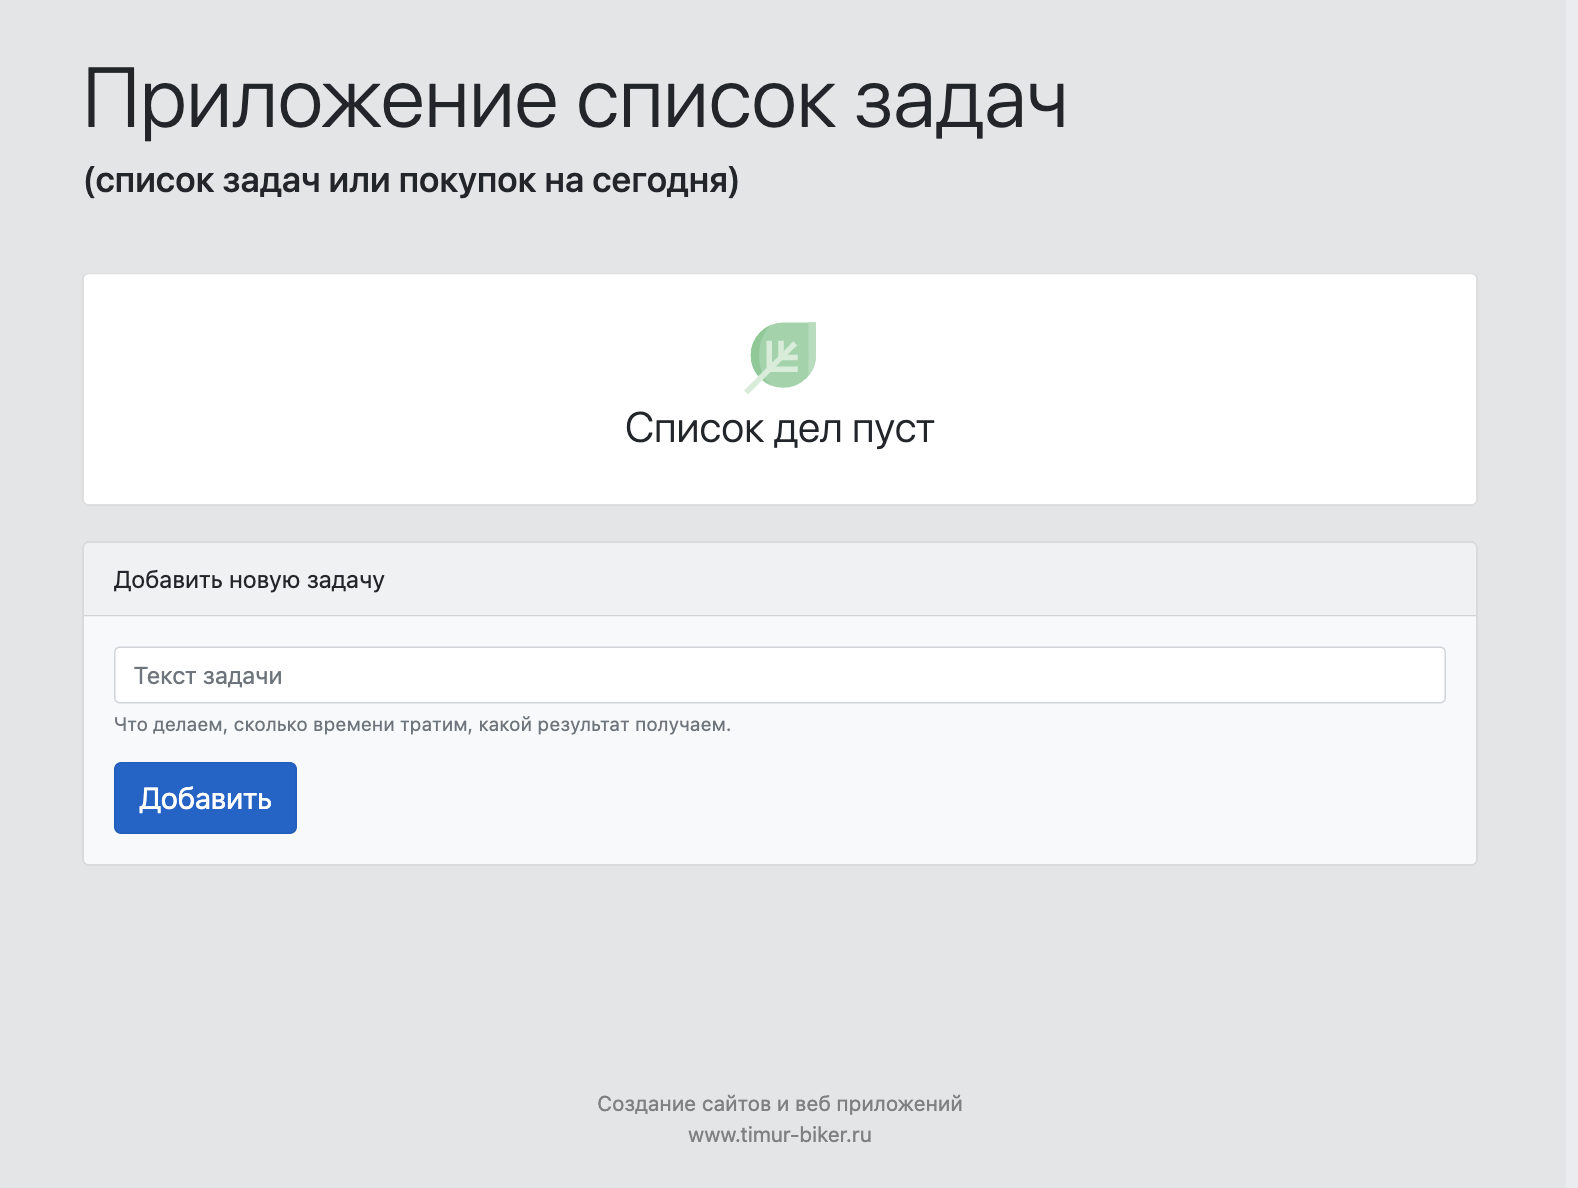 Приложение список задач
(список задач или покупок на сегодня)
Список дел пуст
Добавить новую задачу
Текст задачи
Что делаем, сколько времени тратим, какой результат получаем.
Добавить
Создание сайтов и веб приложений
www.timur-biker.ru